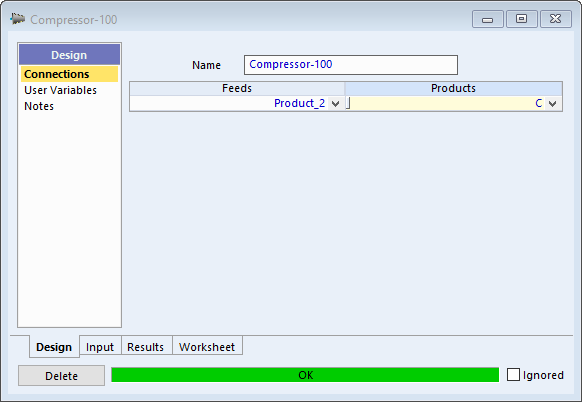 Compressor-100
Design
Connections
User Variables
Notes
Name Compressor-100
Feeds Products
Product_2 C
Design Input Results Worksheet
Delete OK Ignored